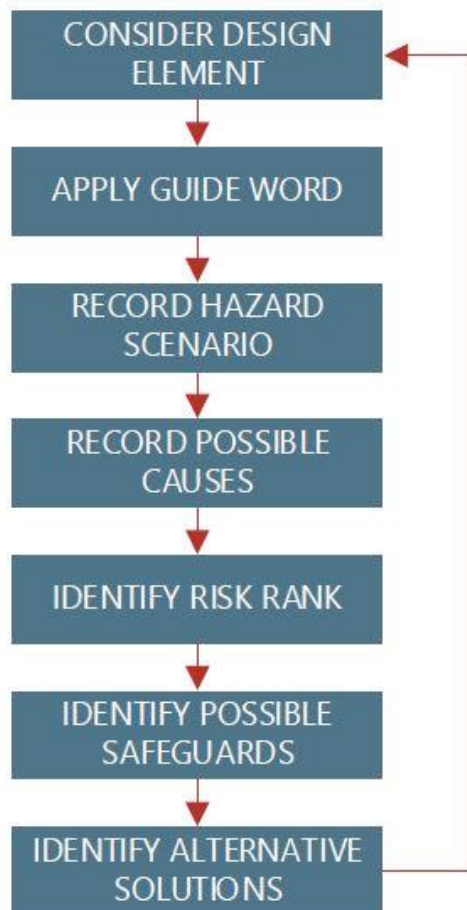 CONSIDER DESIGN
ELEMENT
APPLY GUIDE WORD
RECORD HAZARD
SCENARIO
RECORD POSSIBLE
CAUSES
IDENTIFY RISK RANK
IDENTIFY POSSIBLE
SAFEGUARDS
IDENTIFY ALTERNATIVE
SOLUTIONS